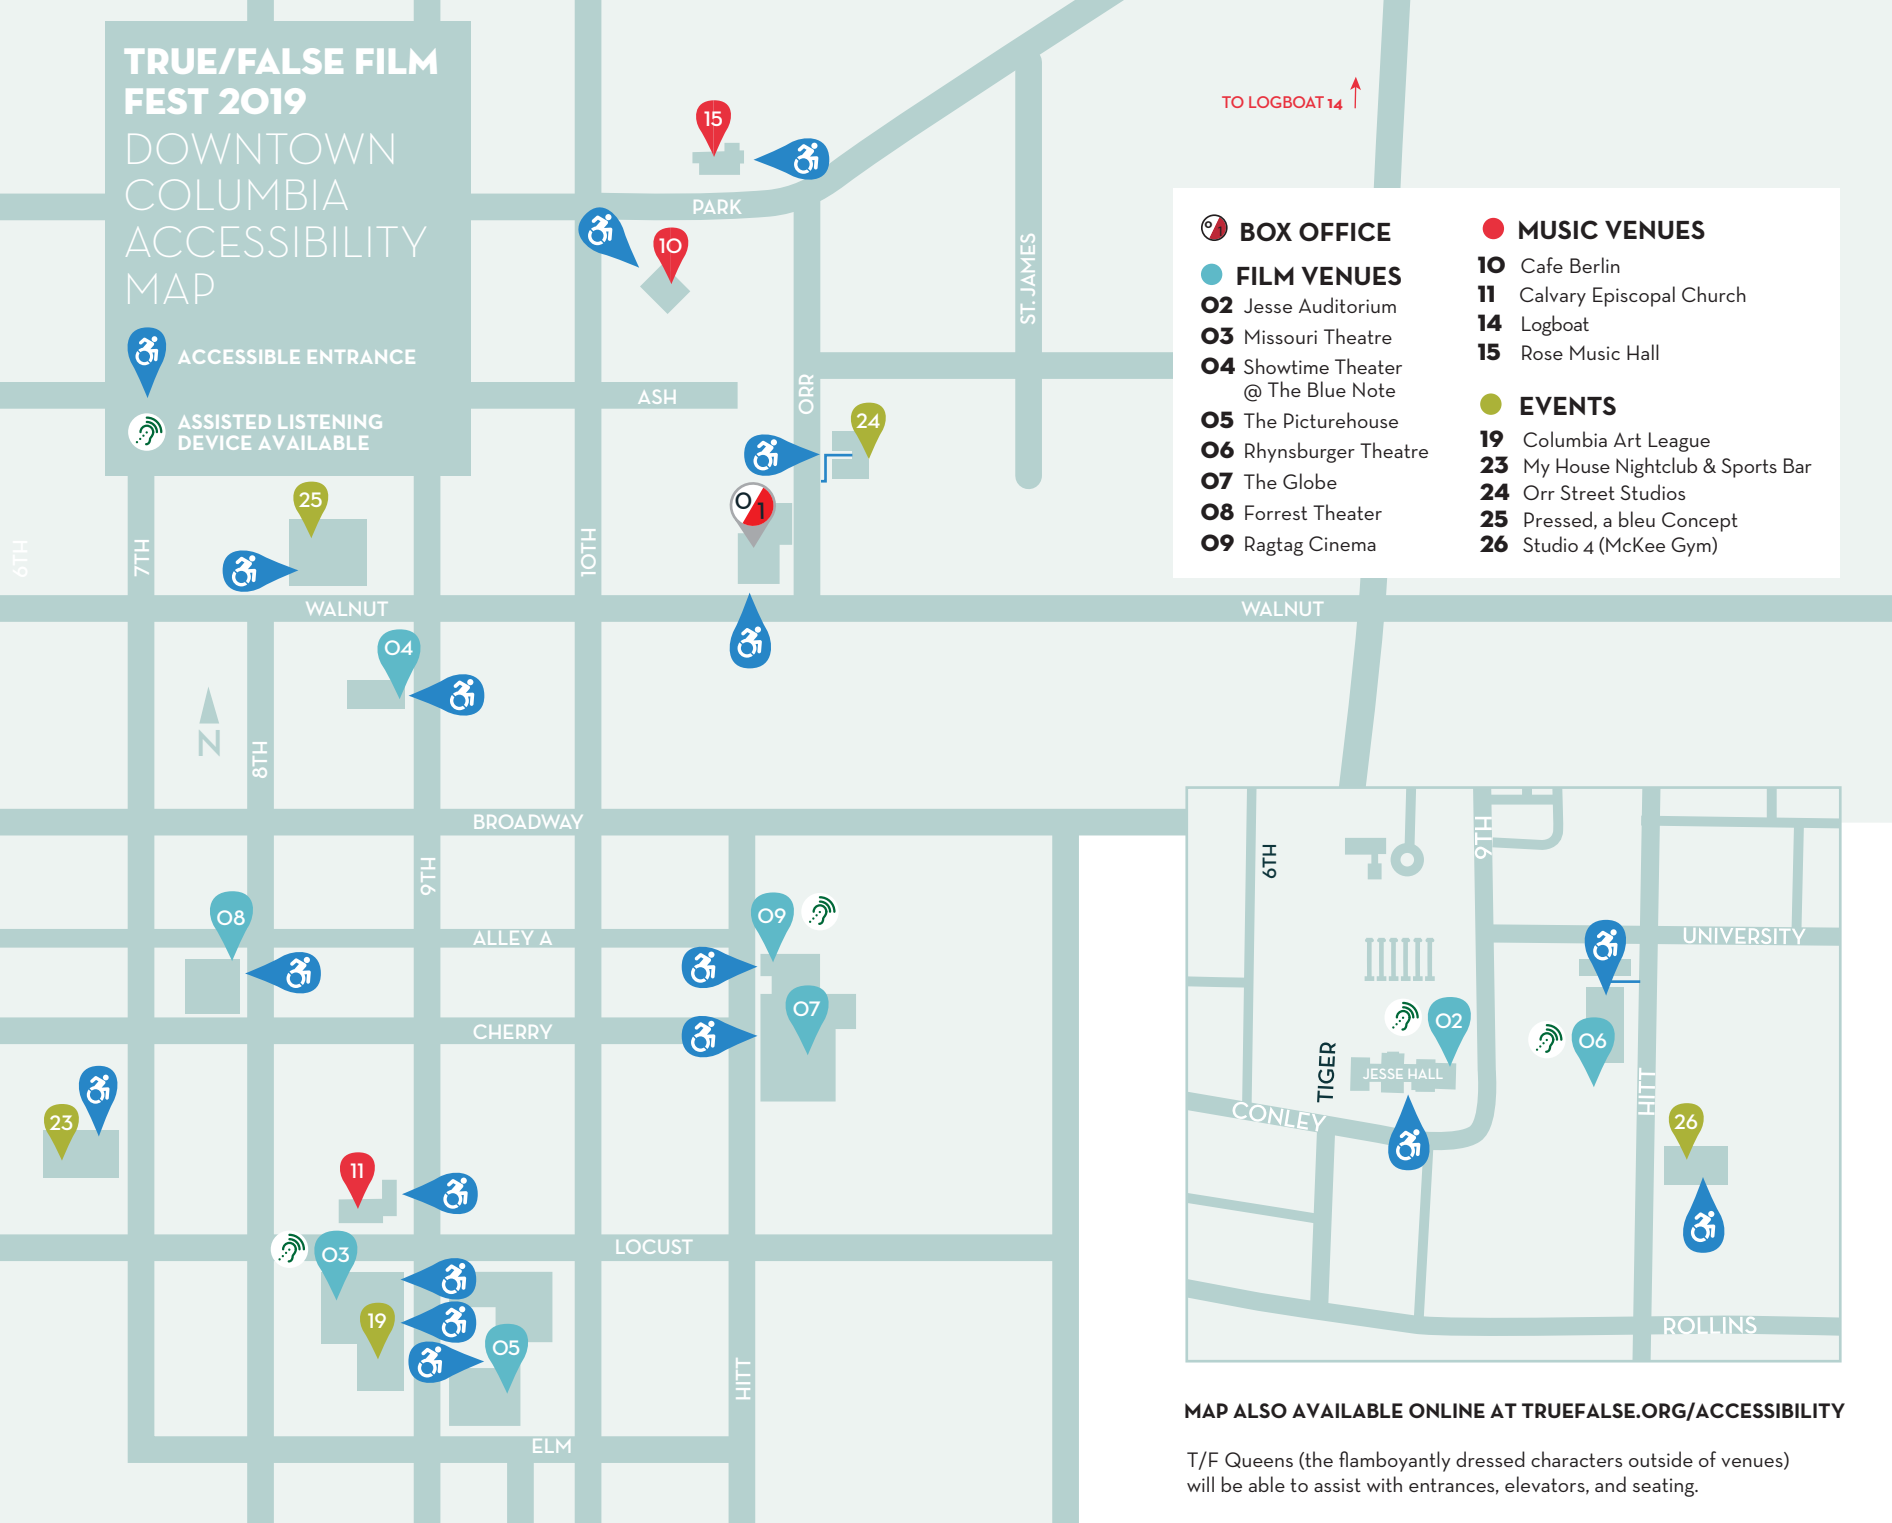 TRUE/FALSE FILM
FEST 2019
DOWNTOWN
COLUMBIA
ACCESSIBILITY
MAP
ACCESSIBLE ENTRANCE
ASSISTED LISTENING
DEVICE AVAILABLE
TO LOGBOAT 14
15
PARK
10
ST. JAMES
BOX OFFICE
FILM VENUES
02 Jesse Auditorium
03 Missouri Theatre
04 Showtime Theater
@ The Blue Note
05 The Picturehouse
06 Rhynsburger Theatre
07 The Globe
08 Forrest Theater
09 Ragtag Cinema
MUSIC VENUES
10 Cafe Berlin
11 Calvary Episcopal Church
14 Logboat
15 Rose Music Hall
EVENTS
19 Columbia Art League
23 My House Nightclub & Sports Bar
24 Orr Street Studios
25 Pressed, a bleu Concept
26 Studio 4 (McKee Gym)
ASH
ORR
24
25
01
6TH
7TH
10TH
WALNUT
WALNUT
04
N
8TH
BROADWAY
9TH
08
09
ALLEY A
07
CHERRY
23
11
03
LOCUST
19
05
HITT
ELM
6TH
9TH
UNIVERSITY
02
06
TIGER
JESSE HALL
HITT
CONLEY
26
ROLLINS
MAP ALSO AVAILABLE ONLINE AT TRUEFALSE.ORG/ACCESSIBILITY
T/F Queens (the flamboyantly dressed characters outside of venues)
will be able to assist with entrances, elevators, and seating.